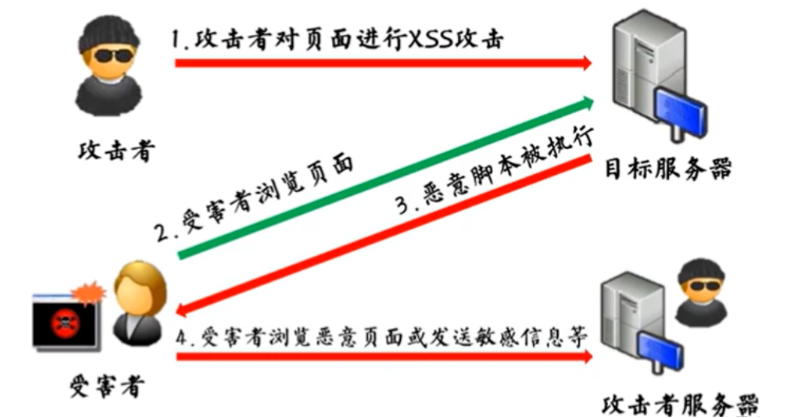 1.攻击者对页面进行XSS攻击
攻击者
目标服务器
2.受害者浏览页面
3.恶意脚本被执行
4.受害者浏览恶意页面或发送敏感信息等
受害者
攻击者服务器